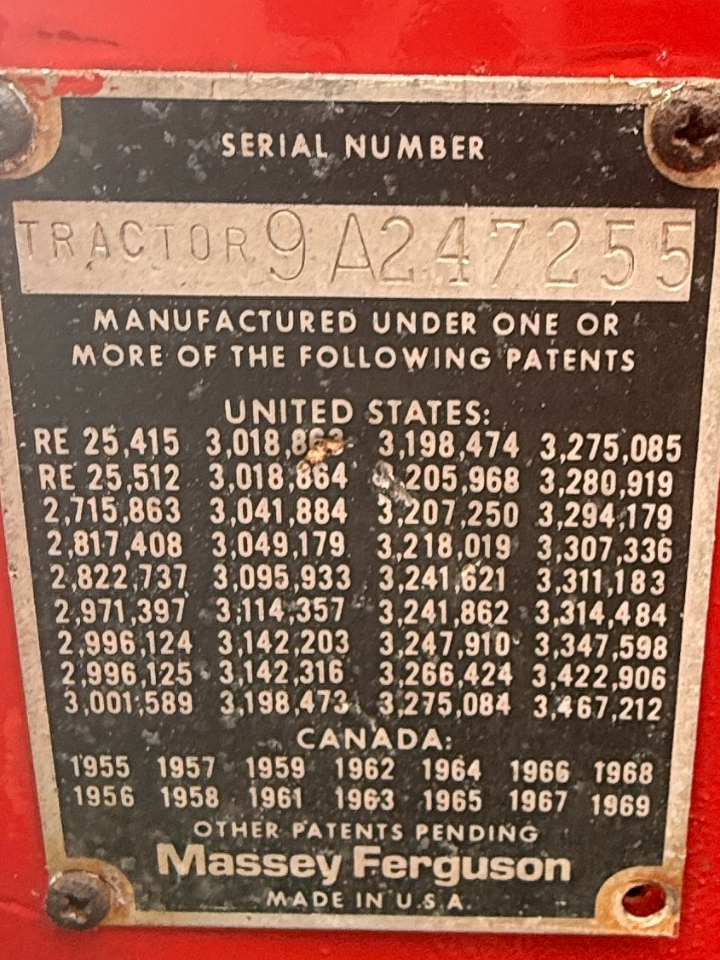 SERIAL NUMBER
TRACTOR 9A247255
MANUFACTURED UNDER ONE OR
MORE OF THE FOLLOWING PATENTS
UNITED STATES:
RE 25,415 3,018,863 3,198,474 3,275,085
RE 25,512 3,018,864 3,205,968 3,280,919
2,715,863 3,041,884 3,207,250 3,294,179
2,817,408 3,049,179 3,218,019 3,307,336
2,822,737 3,095,933 3,241,621 3,311,183
2,971,397 3,114,357 3,241,862 3,314,484
2,996,124 3,142,203 3,247,910 3,347,598
2,996,125 3,142,316 3,266,424 3,422,906
3,001,589 3,198,473 3,275,084 3,467,212
CANADA:
1955 1957 1959 1962 1964 1966 1968
1956 1958 1961 1963 1965 1967 1969
OTHER PATENTS PENDING
Massey Ferguson
MADE IN U.S.A.